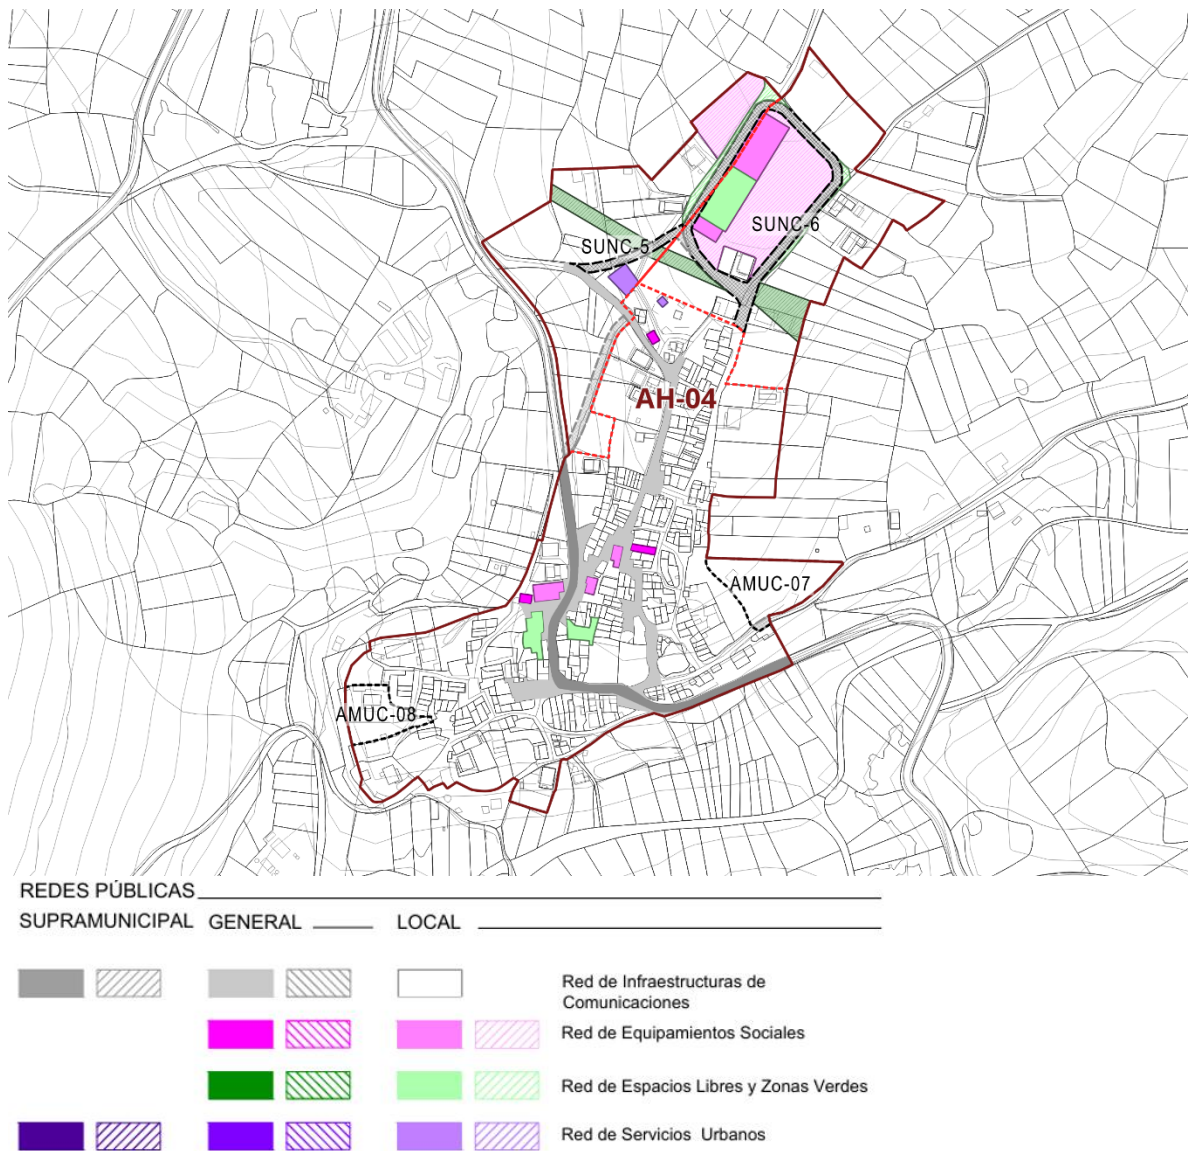 SUNC-6
SUNC-5
AH-04
AMUC-07
AMUC-08
REDES PÚBLICAS
SUPRAMUNICIPAL GENERAL LOCAL
Red de Infraestructuras de
Comunicaciones
Red de Equipamientos Sociales
Red de Espacios Libres y Zonas Verdes
Red de Servicios Urbanos